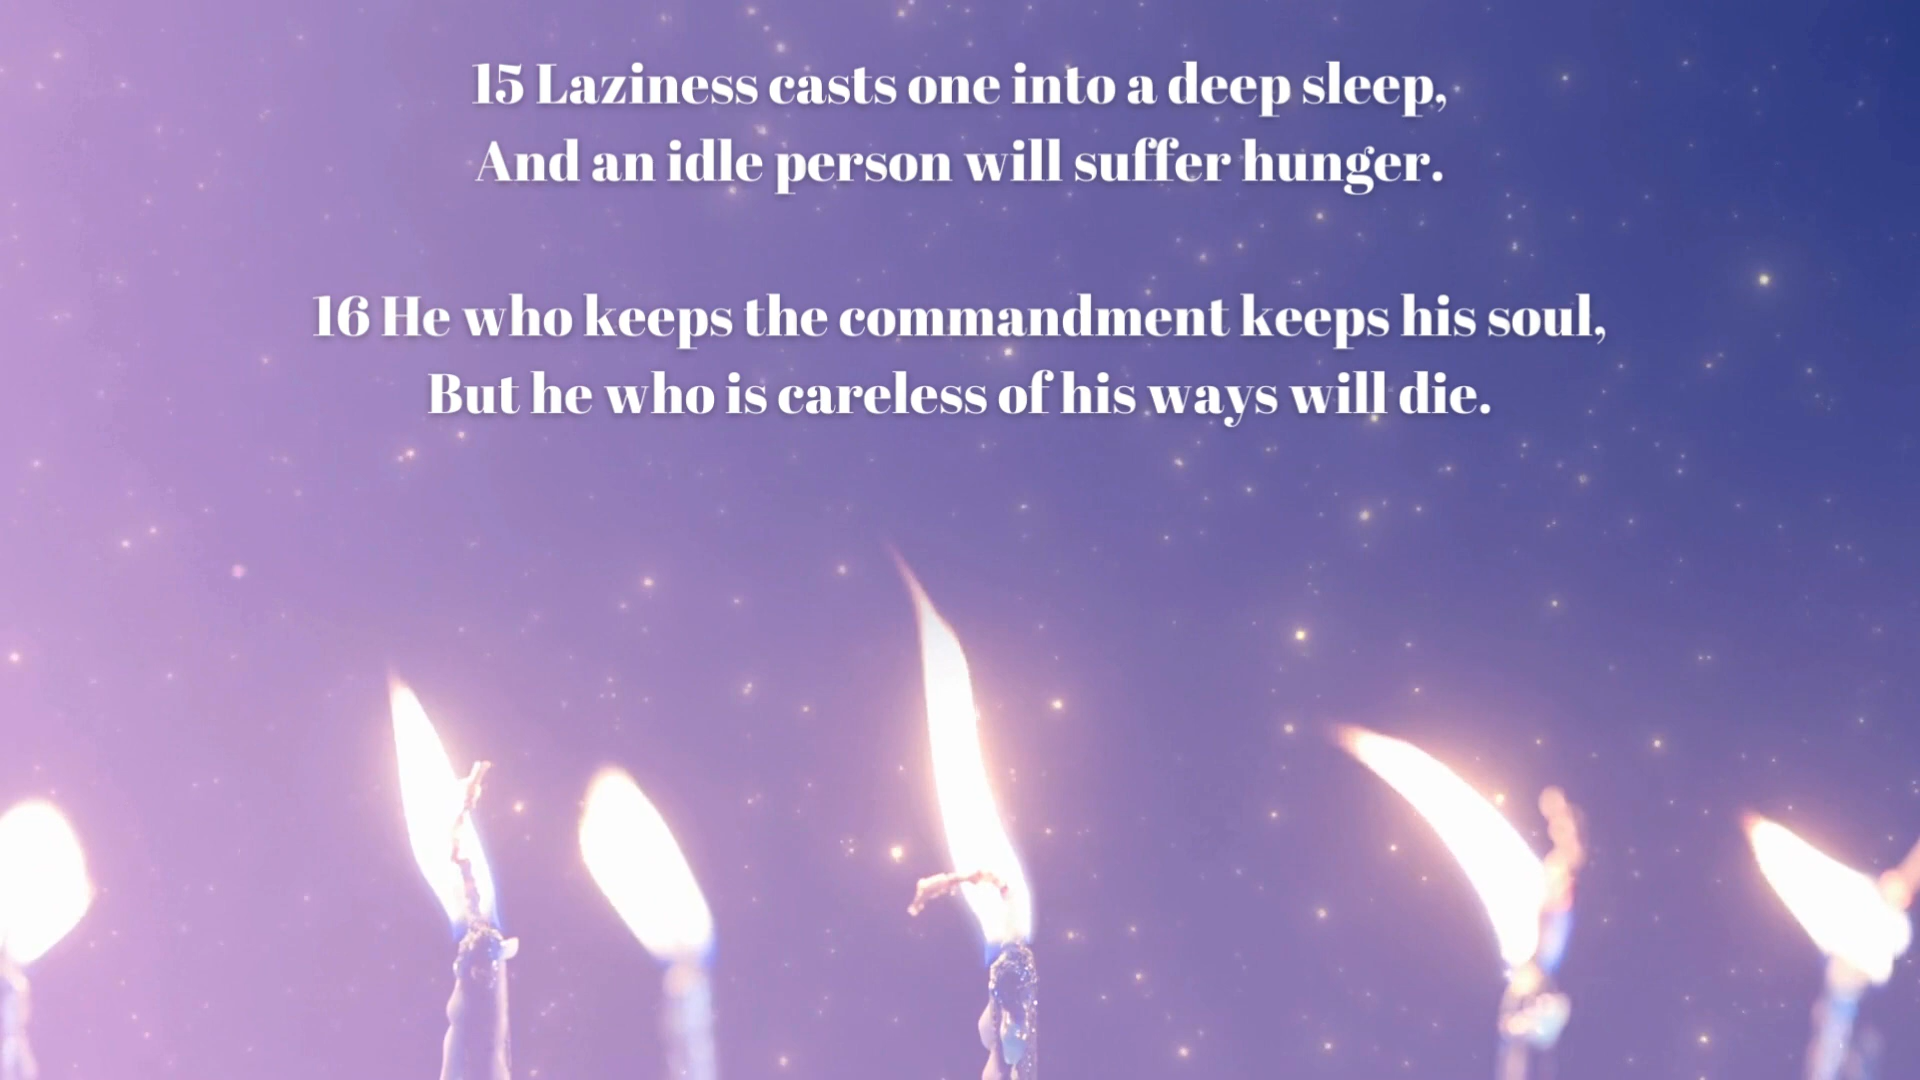 15 Laziness casts one into a deep sleep,
And an idle person will suffer hunger.
16 He who keeps the commandment keeps his soul,
But he who is careless of his ways will die.